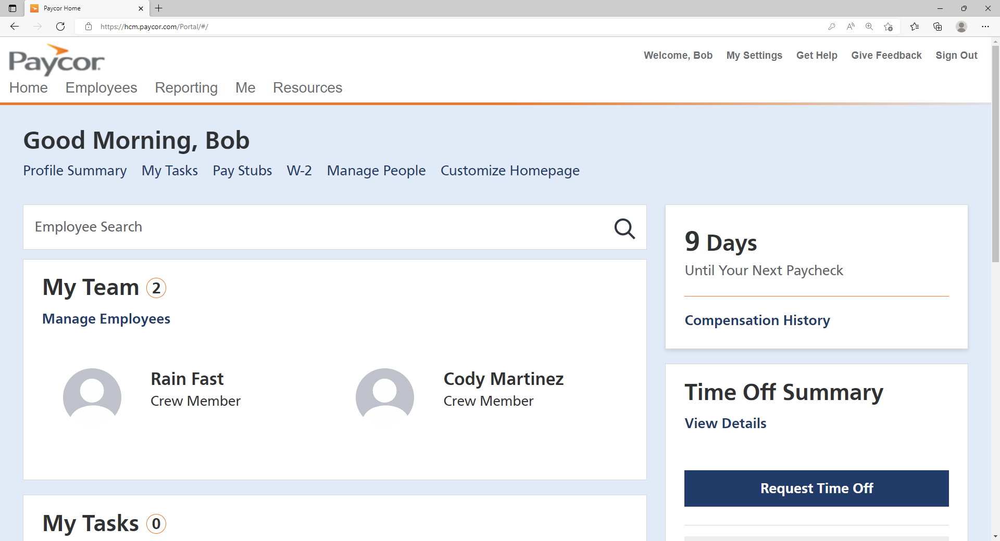 Paycor Home
https://hcm.paycor.com/Portal/#/
Paycor
Welcome, Bob My Settings Get Help Give Feedback Sign Out
Home Employees Reporting Me Resources
Good Morning, Bob
Profile Summary My Tasks Pay Stubs W-2 Manage People Customize Homepage
Employee Search
My Team 2
Manage Employees
Rain Fast
Crew Member
Cody Martinez
Crew Member
My Tasks 0
9 Days
Until Your Next Paycheck
Compensation History
Time Off Summary
View Details
Request Time Off